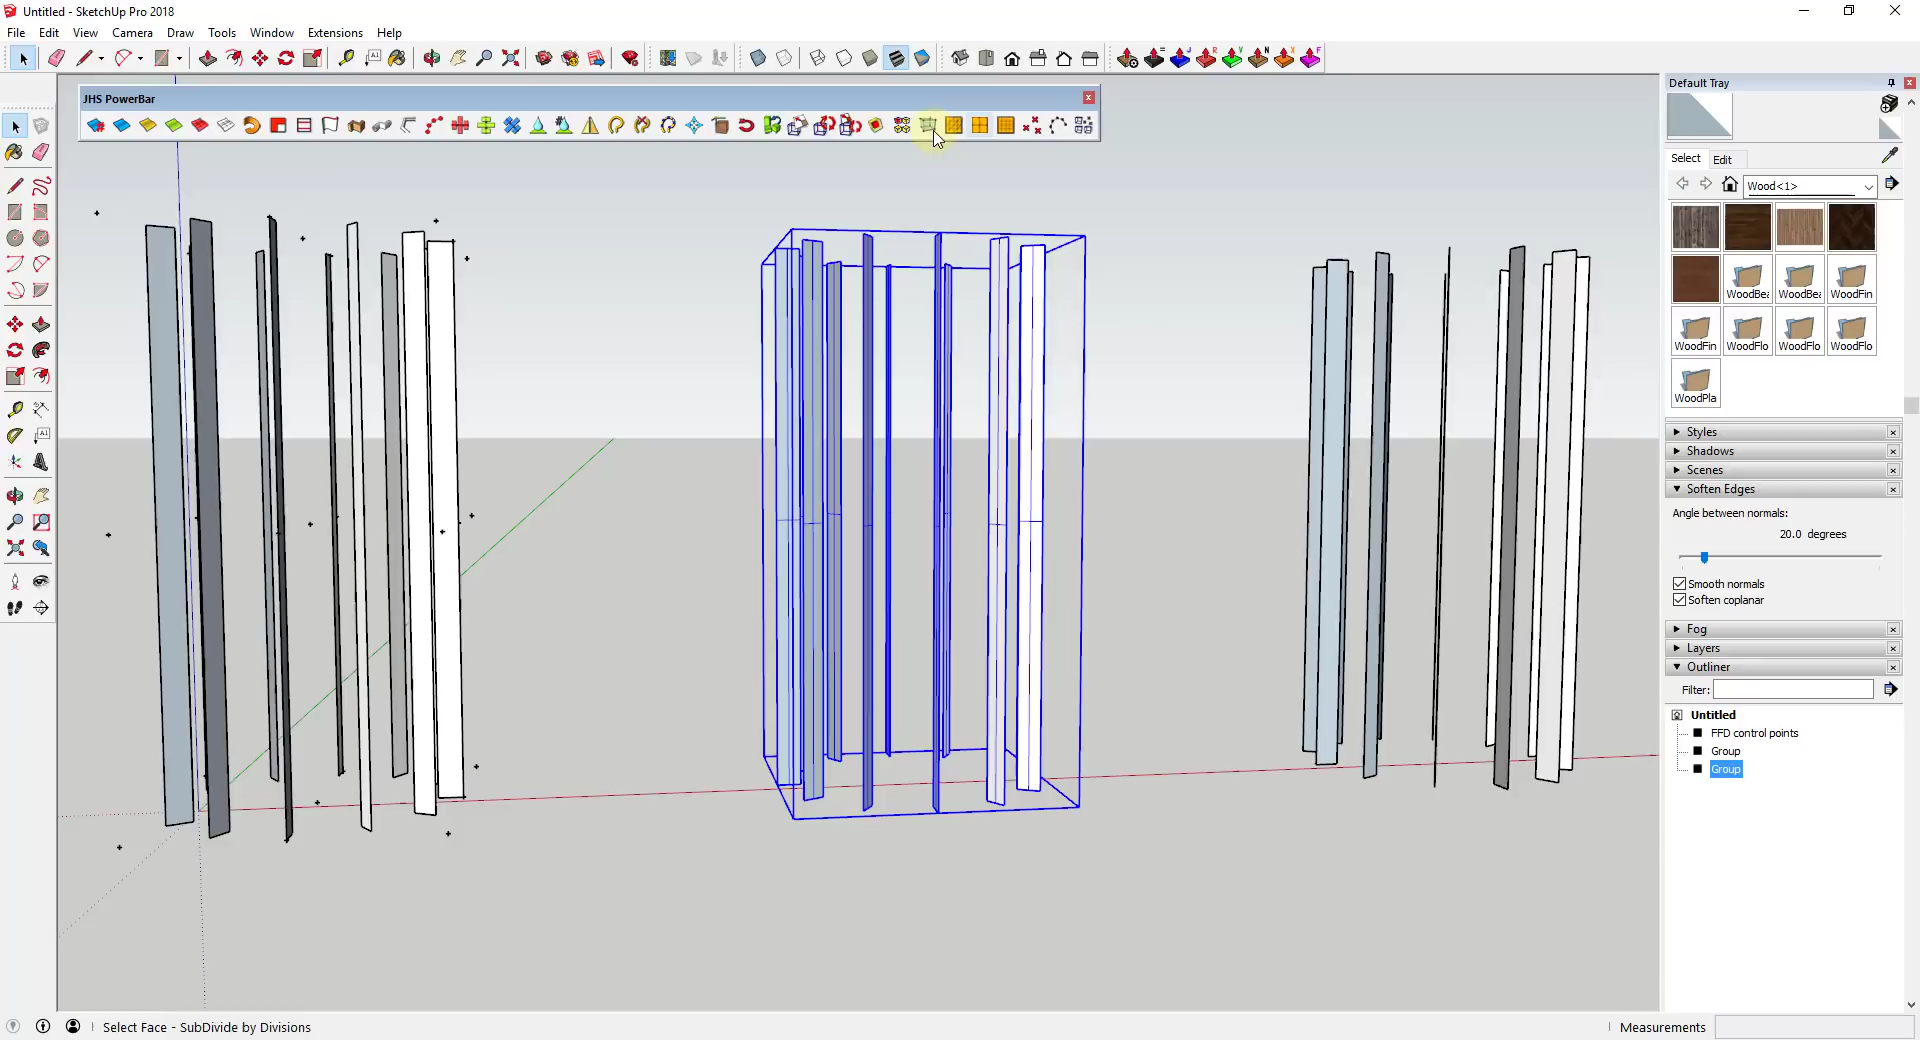 Untitled - SketchUp Pro 2018
File Edit View Camera Draw Tools Window Extensions Help
JHS PowerBar
Default Tray
Select Edit
Wood<1>
WoodBea WoodBea WoodFin
WoodFin WoodFlo WoodFlo WoodFlo
WoodPla
Styles
Shadows
Scenes
Soften Edges
Angle between normals:
20.0 degrees
Smooth normals
Soften coplanar
Fog
Layers
Outliner
Filter:
Untitled
FFD control points
Group
Group
Select Face - SubDivide by Divisions
Measurements